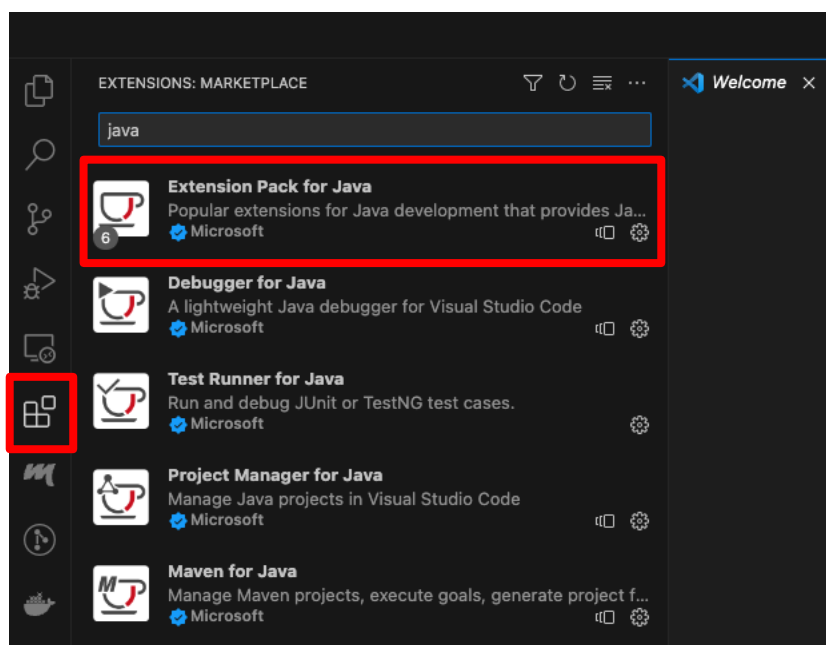 EXTENSIONS: MARKETPLACE
Welcome
java
Extension Pack for Java
Popular extensions for Java development that provides Ja...
6
Microsoft
Debugger for Java
A lightweight Java debugger for Visual Studio Code
Microsoft
Test Runner for Java
Run and debug JUnit or TestNG test cases.
Microsoft
Project Manager for Java
Manage Java projects in Visual Studio Code
Microsoft
Maven for Java
Manage Maven projects, execute goals, generate project f...
Microsoft